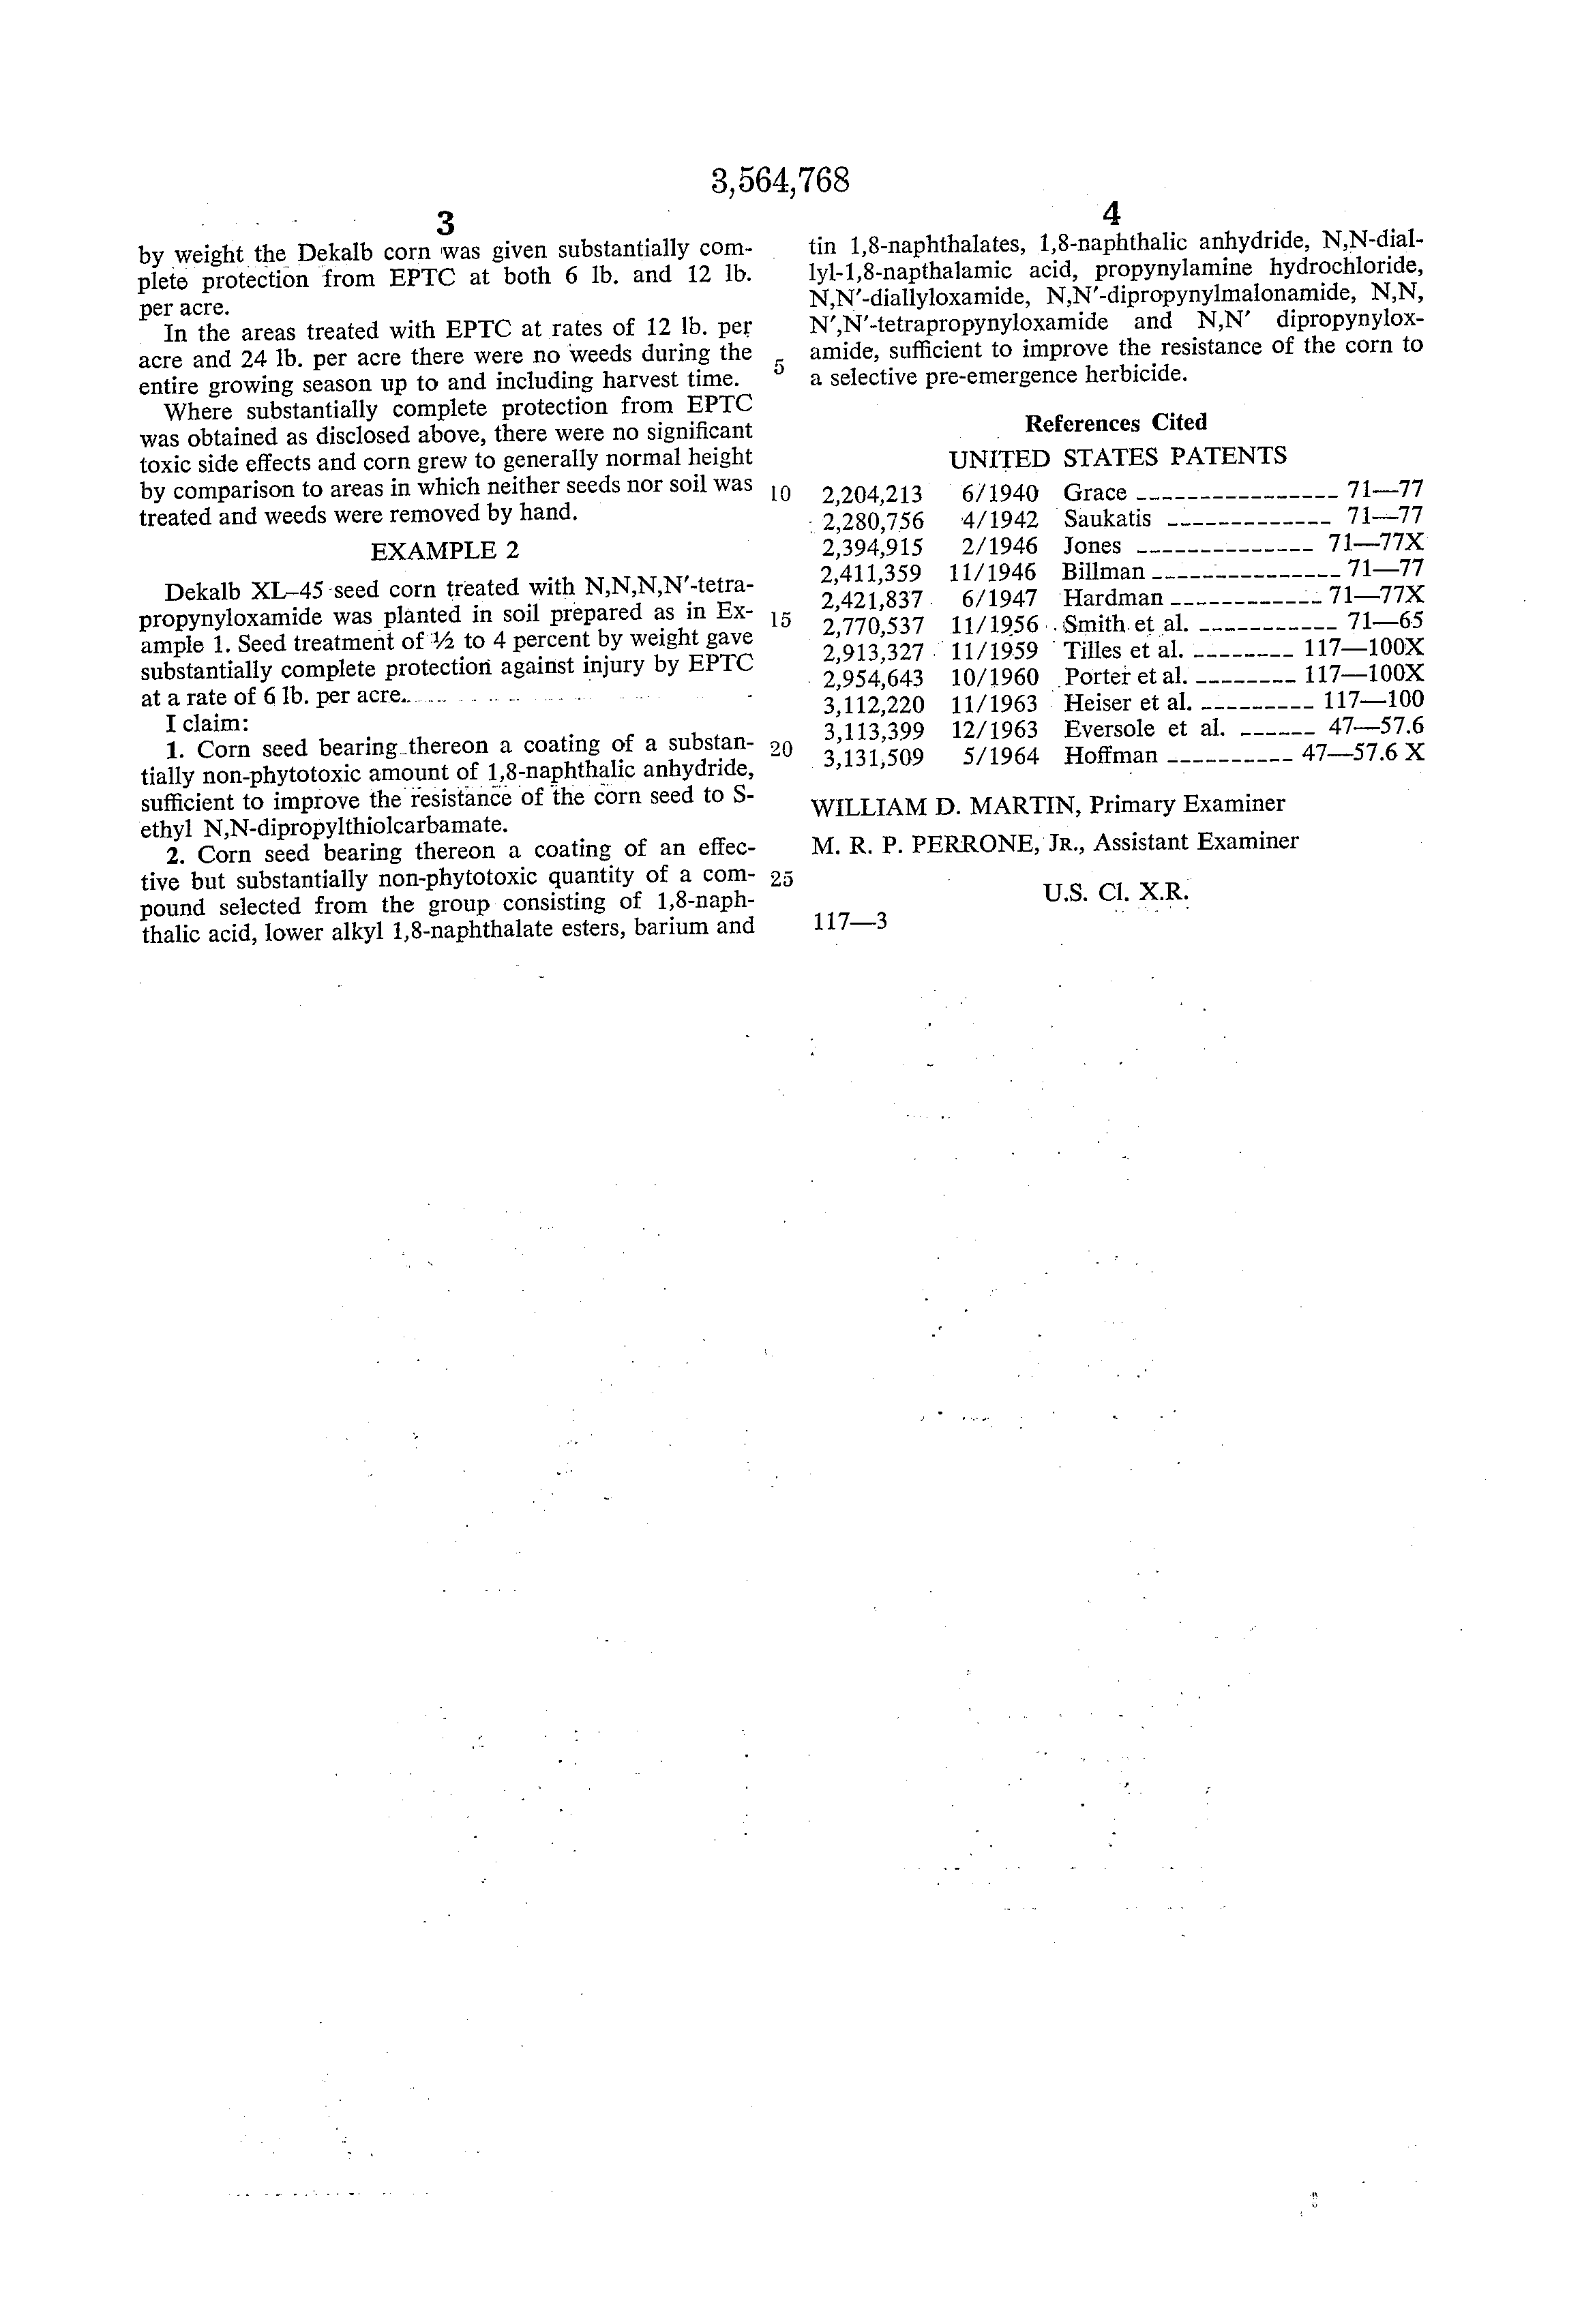 3,564,768
3
by weight the Dekalb corn was given substantially com-
plete protection from EPTC at both 6 lb. and 12 lb.
per acre.
In the areas treated with EPTC at rates of 12 lb. per
acre and 24 lb. per acre there were no weeds during the
entire growing season up to and including harvest time.
Where substantially complete protection from EPTC
was obtained as disclosed above, there were no significant
toxic side effects and corn grew to generally normal height
by comparison to areas in which neither seeds nor soil was
treated and weeds were removed by hand.
EXAMPLE 2
Dekalb XL–45 seed corn treated with N,N,N,N′-tetra-
propynyloxamide was planted in soil prepared as in Ex-
ample 1. Seed treatment of ½ to 4 percent by weight gave
substantially complete protection against injury by EPTC
at a rate of 6 lb. per acre.
I claim:
1. Corn seed bearing thereon a coating of a substan-
tially non-phytotoxic amount of 1,8-naphthalic anhydride,
sufficient to improve the resistance of the corn seed to S-
ethyl N,N-dipropylthiolcarbamate.
2. Corn seed bearing thereon a coating of an effec-
tive but substantially non-phytotoxic quantity of a com-
pound selected from the group consisting of 1,8-naph-
thalic acid, lower alkyl 1,8-naphthalate esters, barium and
5
10
15
20
25
4
tin 1,8-naphthalates, 1,8-naphthalic anhydride, N,N-dial-
lyl-1,8-napthalamic acid, propynylamine hydrochloride,
N,N′-diallyloxamide, N,N′-dipropynylmalonamide, N,N,
N′,N′-tetrapropynyloxamide and N,N′ dipropynylox-
amide, sufficient to improve the resistance of the corn to
a selective pre-emergence herbicide.
References Cited
UNITED STATES PATENTS
2,204,213 6/1940 Grace ---------------- 71—77
2,280,756 4/1942 Saukatis ------------- 71—77
2,394,915 2/1946 Jones -------------- 71—77X
2,411,359 11/1946 Billman --------------- 71—77
2,421,837 6/1947 Hardman ------------ 71—77X
2,770,537 11/1956 Smith et al. ----------- 71—65
2,913,327 11/1959 Tilles et al. -------- 117—100X
2,954,643 10/1960 Porter et al. -------- 117—100X
3,112,220 11/1963 Heiser et al. --------- 117—100
3,113,399 12/1963 Eversole et al. ------ 47—57.6
3,131,509 5/1964 Hoffman ---------- 47—57.6 X
WILLIAM D. MARTIN, Primary Examiner
M. R. P. PERRONE, JR., Assistant Examiner
U.S. Cl. X.R.
117—3